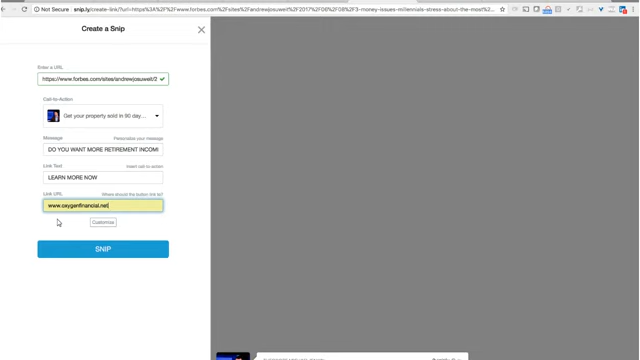 Not Secure
snip.ly/create-link/?url=https%3A%2F%2Fwww.forbes.com%2Fsites%2Fandrewjosuweit%2F2017%2F06%2F08%2F3-money-issues-millennials-stress-about-the-most%2...
Create a Snip
Enter a URL
https://www.forbes.com/sites/andrewjosuweit/2
Call-to-Action
Get your property sold in 90 day...
Message
Personalize your message
DO YOU WANT MORE RETIREMENT INCOM
Link Text
Insert call-to-action
LEARN MORE NOW
Link URL
Where should the button link to?
www.oxygenfinancial.net
Customize
SNIP